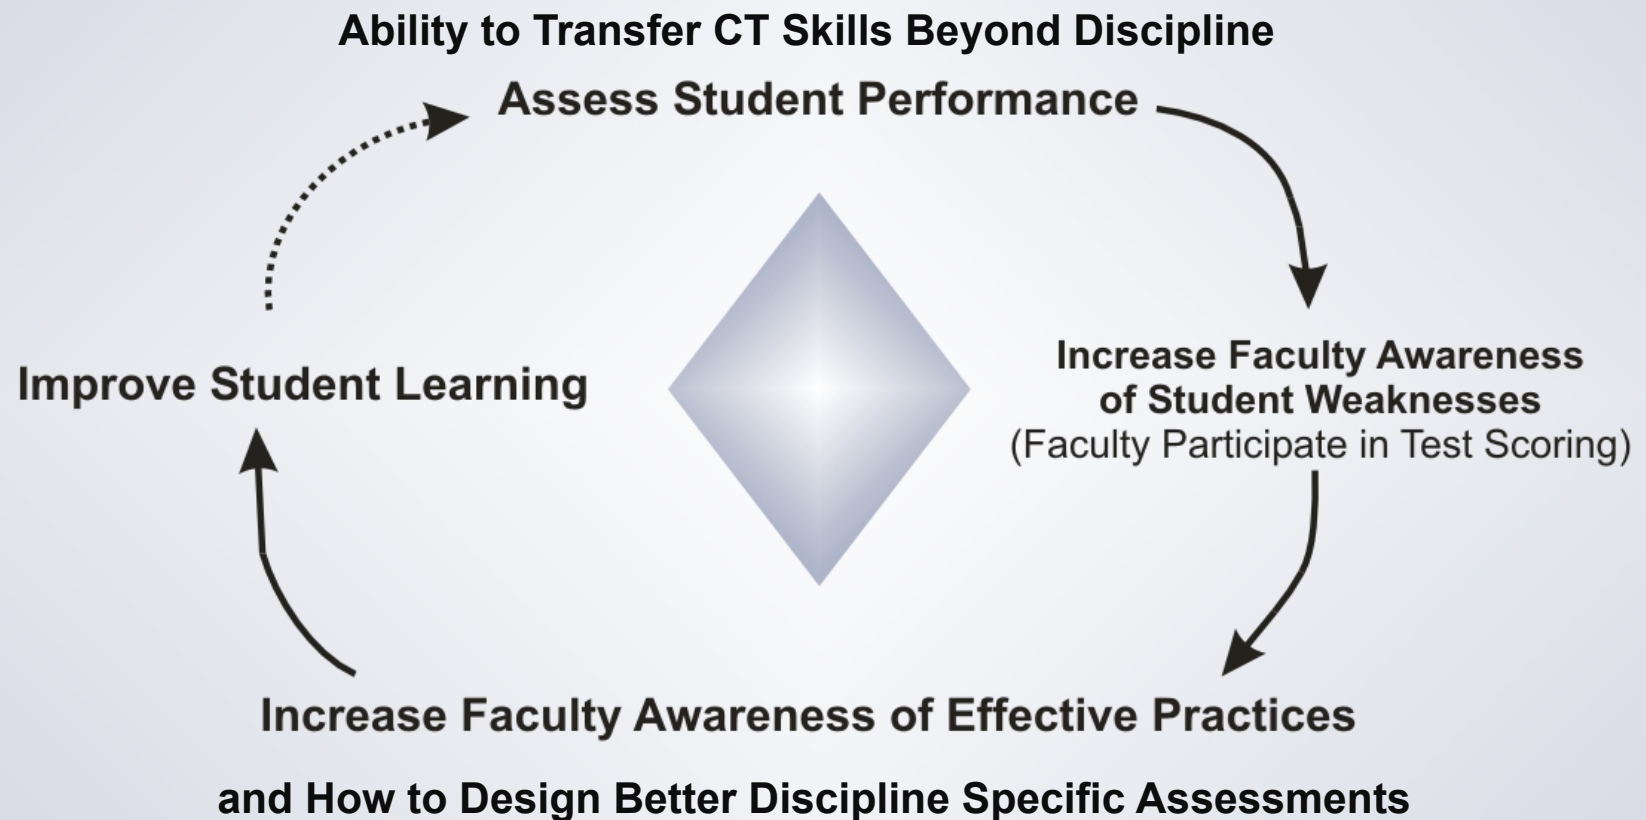 Ability to Transfer CT Skills Beyond Discipline
Assess Student Performance
Increase Faculty Awareness
of Student Weaknesses
(Faculty Participate in Test Scoring)
Improve Student Learning
Increase Faculty Awareness of Effective Practices
and How to Design Better Discipline Specific Assessments